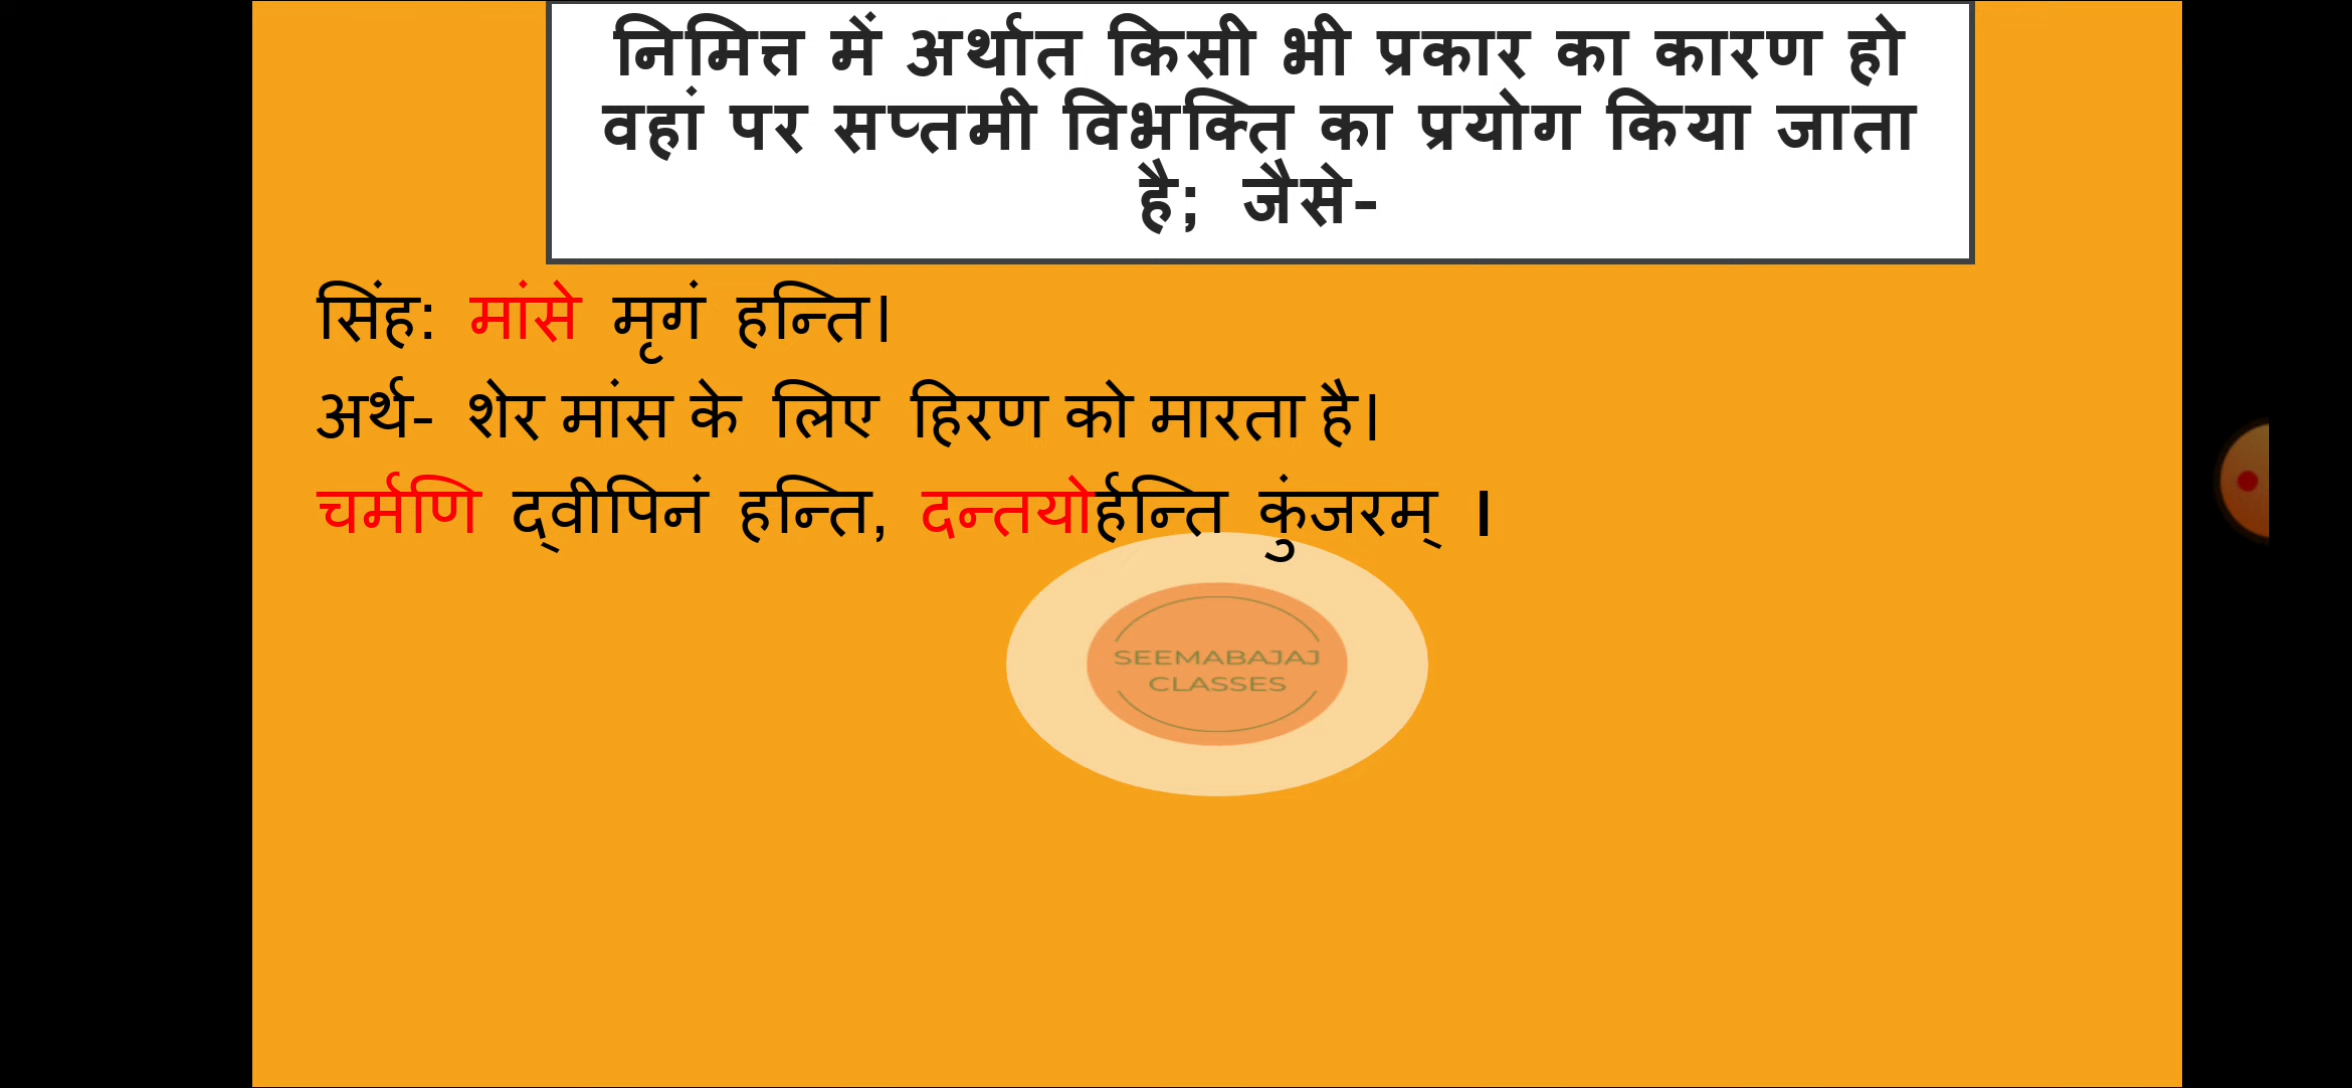 निमित्त में अर्थात किसी भी प्रकार का कारण हो
वहां पर सप्तमी विभक्ति का प्रयोग किया जाता
है; जैसे-
सिंह: मांसे मृगं हन्ति।
अर्थ- शेर मांस के लिए हिरण को मारता है।
चर्मणि द्वीपिनं हन्ति, दन्तयोर्हन्ति कुंजरम् ।
SEEMABAJAJ
CLASSES